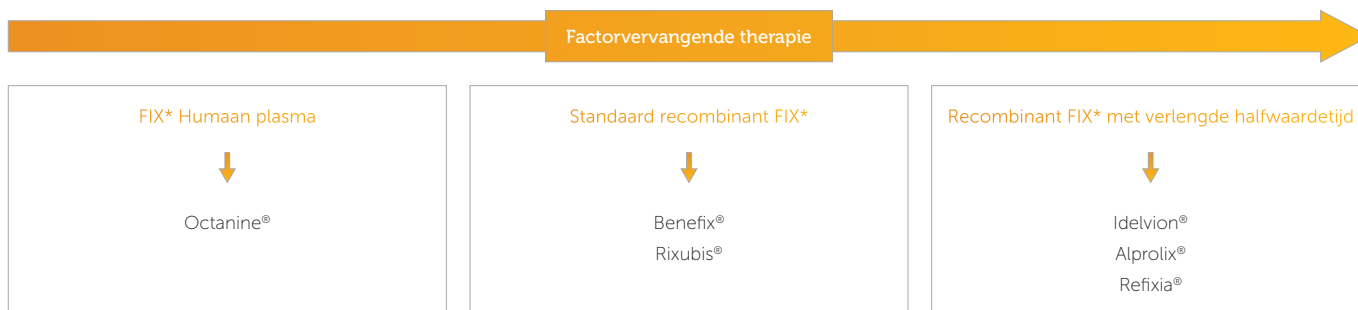 Factorvervangende therapie
FIX* Humaan plasma
Octanine®
Standaard recombinant FIX*
Benefix®
Rixubis®
Recombinant FIX* met verlengde halfwaardetijd
Idelvion®
Alprolix®
Refixia®